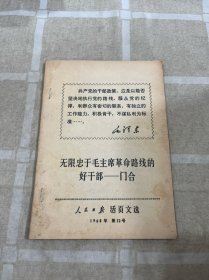 共产党的干部政策，应是以能否
坚决地执行党的路线，服从党的纪
律，和群众有密切的联系，有独立的
工作能力，积极肯干，不谋私利为标
准……。
毛泽东
无限忠于毛主席革命路线的
好干部——门合
人民日报 活页文选
1968年 第12号